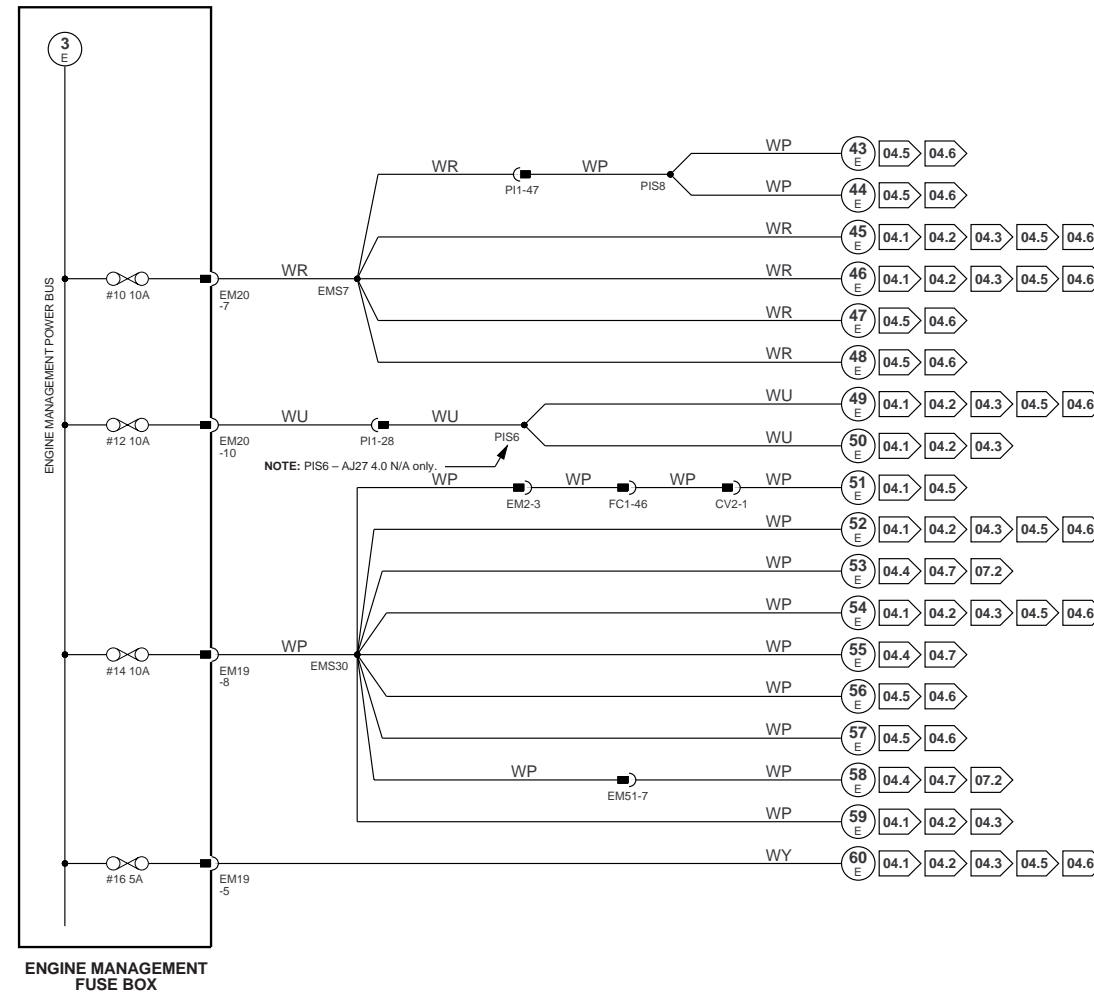 3
E
ENGINE MANAGEMENT POWER BUS
WP 43 E 04.5 04.6
WR PI1-47 WP PIS8
WP 44 E 04.5 04.6
WR 45 E 04.1 04.2 04.3 04.5 04.6
#10 10A EM20 -7 WR EMS7
WR 46 E 04.1 04.2 04.3 04.5 04.6
WR 47 E 04.5 04.6
WR 48 E 04.5 04.6
WU 49 E 04.1 04.2 04.3 04.5 04.6
#12 10A EM20 -10 WU PI1-28 WU PIS6
WU 50 E 04.1 04.2 04.3
NOTE: PIS6 – AJ27 4.0 N/A only.
WP EM2-3 WP FC1-46 WP CV2-1 WP 51 E 04.1 04.5
WP 52 E 04.1 04.2 04.3 04.5 04.6
WP 53 E 04.4 04.7 07.2
WP 54 E 04.1 04.2 04.3 04.5 04.6
#14 10A EM19 -8 WP EMS30 WP 55 E 04.4 04.7
WP 56 E 04.5 04.6
WP 57 E 04.5 04.6
WP EM51-7 WP 58 E 04.4 04.7 07.2
WP 59 E 04.1 04.2 04.3
#16 5A EM19 -5 WY 60 E 04.1 04.2 04.3 04.5 04.6
ENGINE MANAGEMENT
FUSE BOX